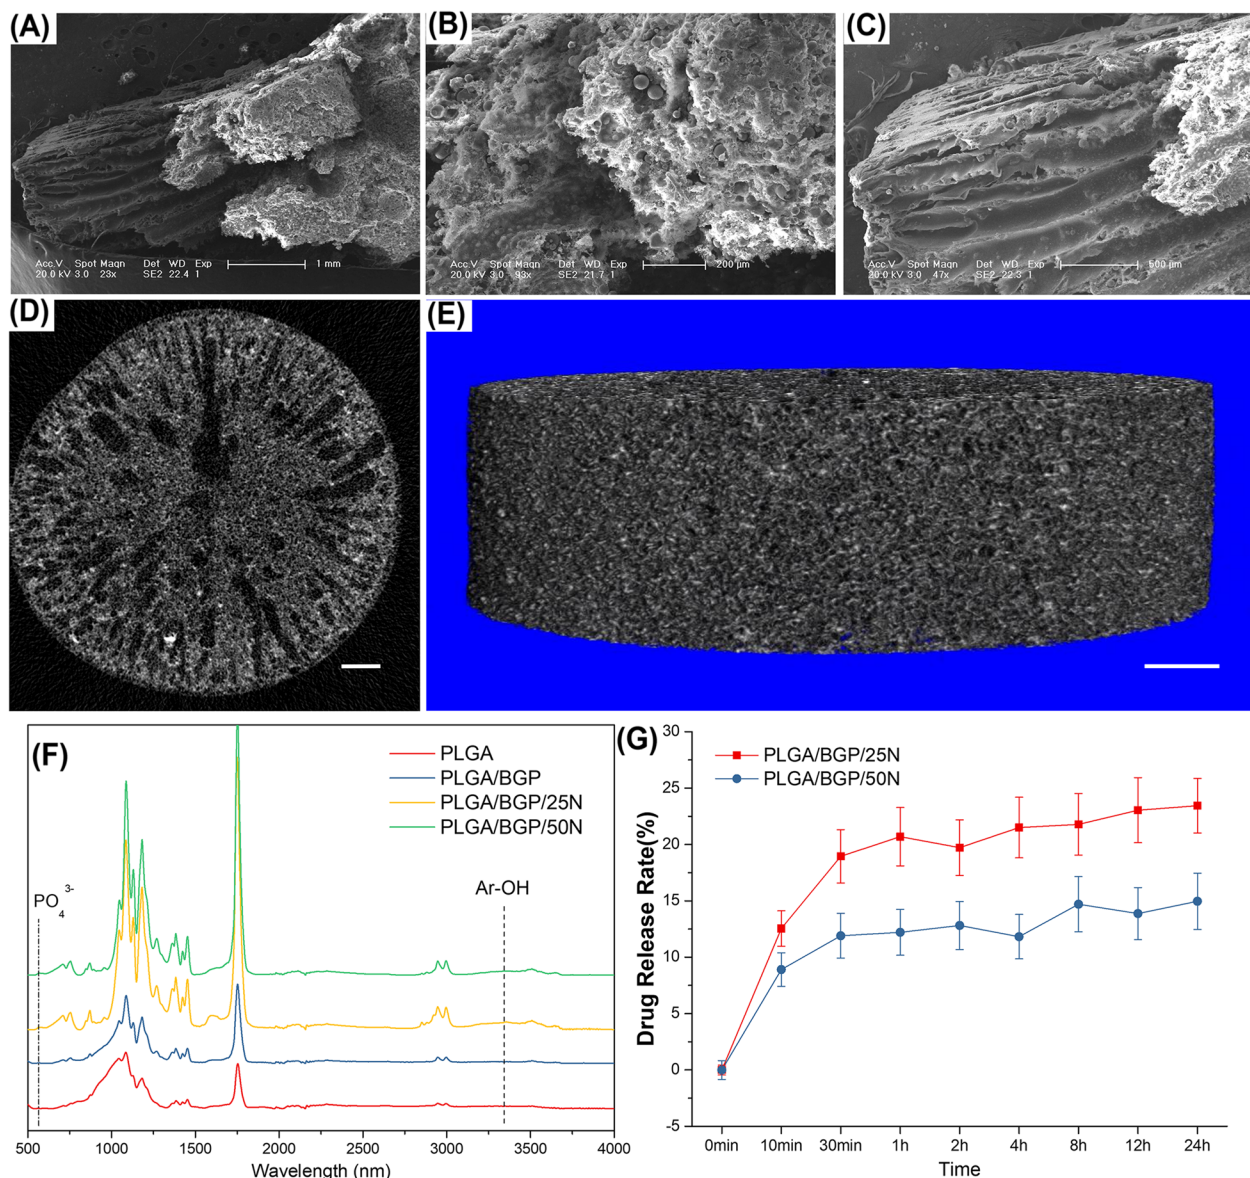 (A)
Acc.V Spot Magn Det WD Exp
20.0 kV 3.0 23x SE2 22.4 1 1 mm
(B)
Acc.V Spot Magn Det WD Exp
20.0 kV 3.0 93x SE2 21.7 1 200 µm
(C)
Acc.V Spot Magn Det WD Exp
20.0 kV 3.0 47x SE2 22.3 1 500 µm
(D)
(E)
(F)
PLGA
PLGA/BGP
PLGA/BGP/25N
PLGA/BGP/50N
PO4 3-
Ar-OH
500 1000 1500 2000 2500 3000 3500 4000
Wavelength (nm)
(G)
PLGA/BGP/25N
PLGA/BGP/50N
Drug Release Rate(%)
30
25
20
15
10
5
0
-5
0min 10min 30min 1h 2h 4h 8h 12h 24h
Time